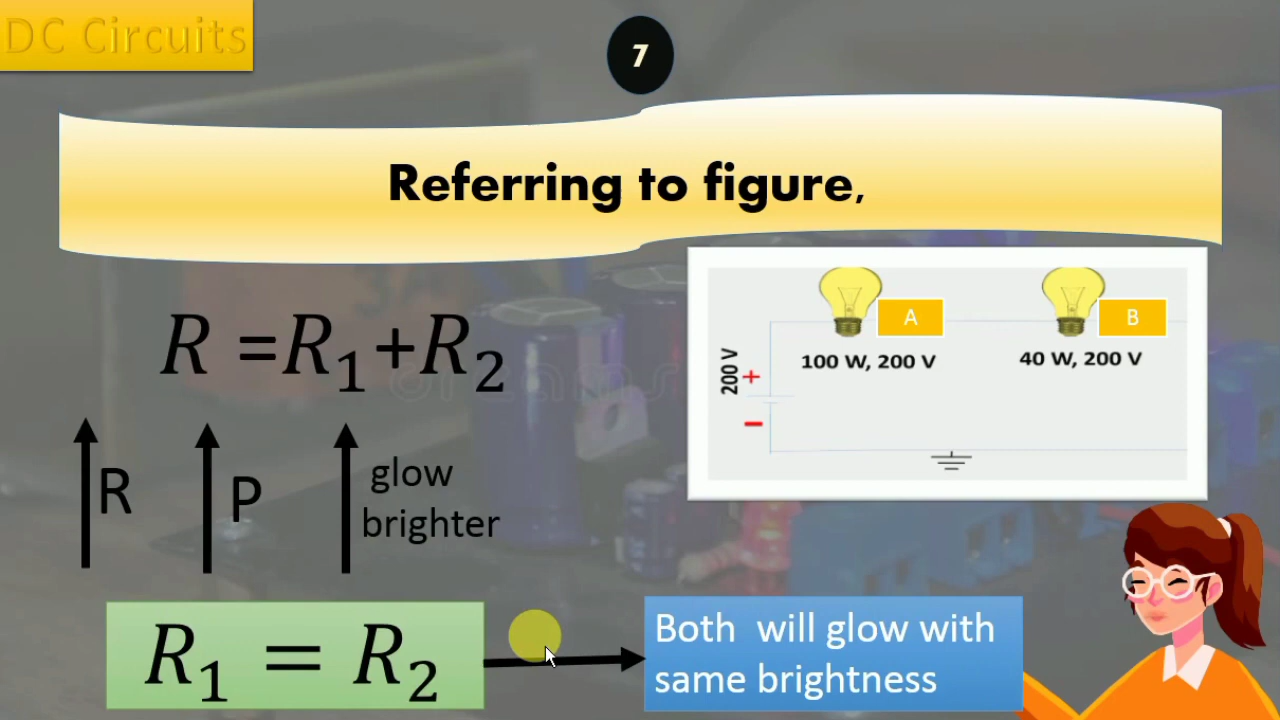 DC Circuits
7
Referring to figure,
R =R₁+R₂
R
P
glow
brighter
200 V
+
−
A
B
100 W, 200 V
40 W, 200 V
R₁ = R₂
Both will glow with
same brightness